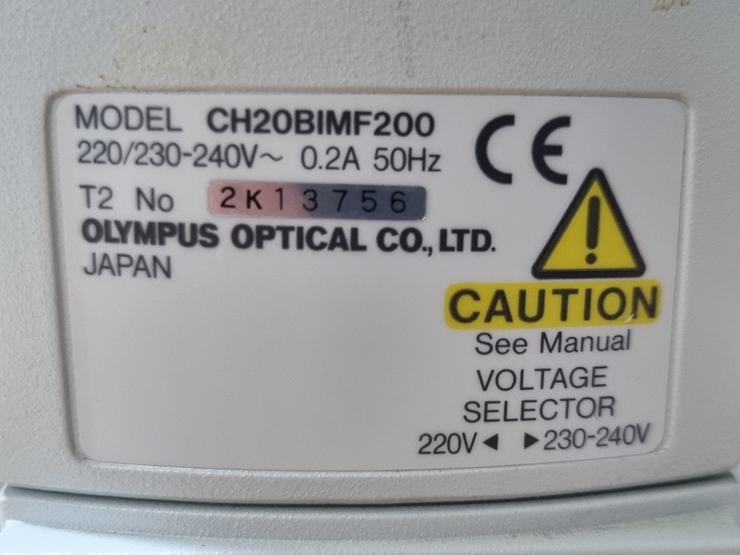 MODEL CH20BIMF200
220/230-240V~ 0.2A 50Hz
T2 No 2K13756
OLYMPUS OPTICAL CO., LTD.
JAPAN
CE
CAUTION
See Manual
VOLTAGE
SELECTOR
220V◄ ►230-240V